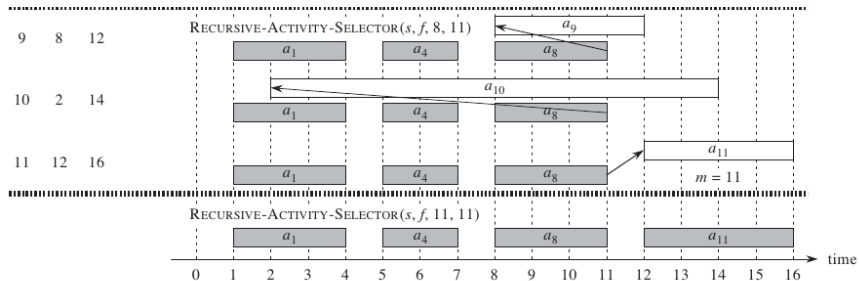 RECURSIVE-ACTIVITY-SELECTOR(s, f, 8, 11)
a9
9 8 12
a1 a4 a8
a10
10 2 14
a1 a4 a8
a11
11 12 16
a1 a4 a8 m = 11
RECURSIVE-ACTIVITY-SELECTOR(s, f, 11, 11)
a1 a4 a8 a11
time
0 1 2 3 4 5 6 7 8 9 10 11 12 13 14 15 16